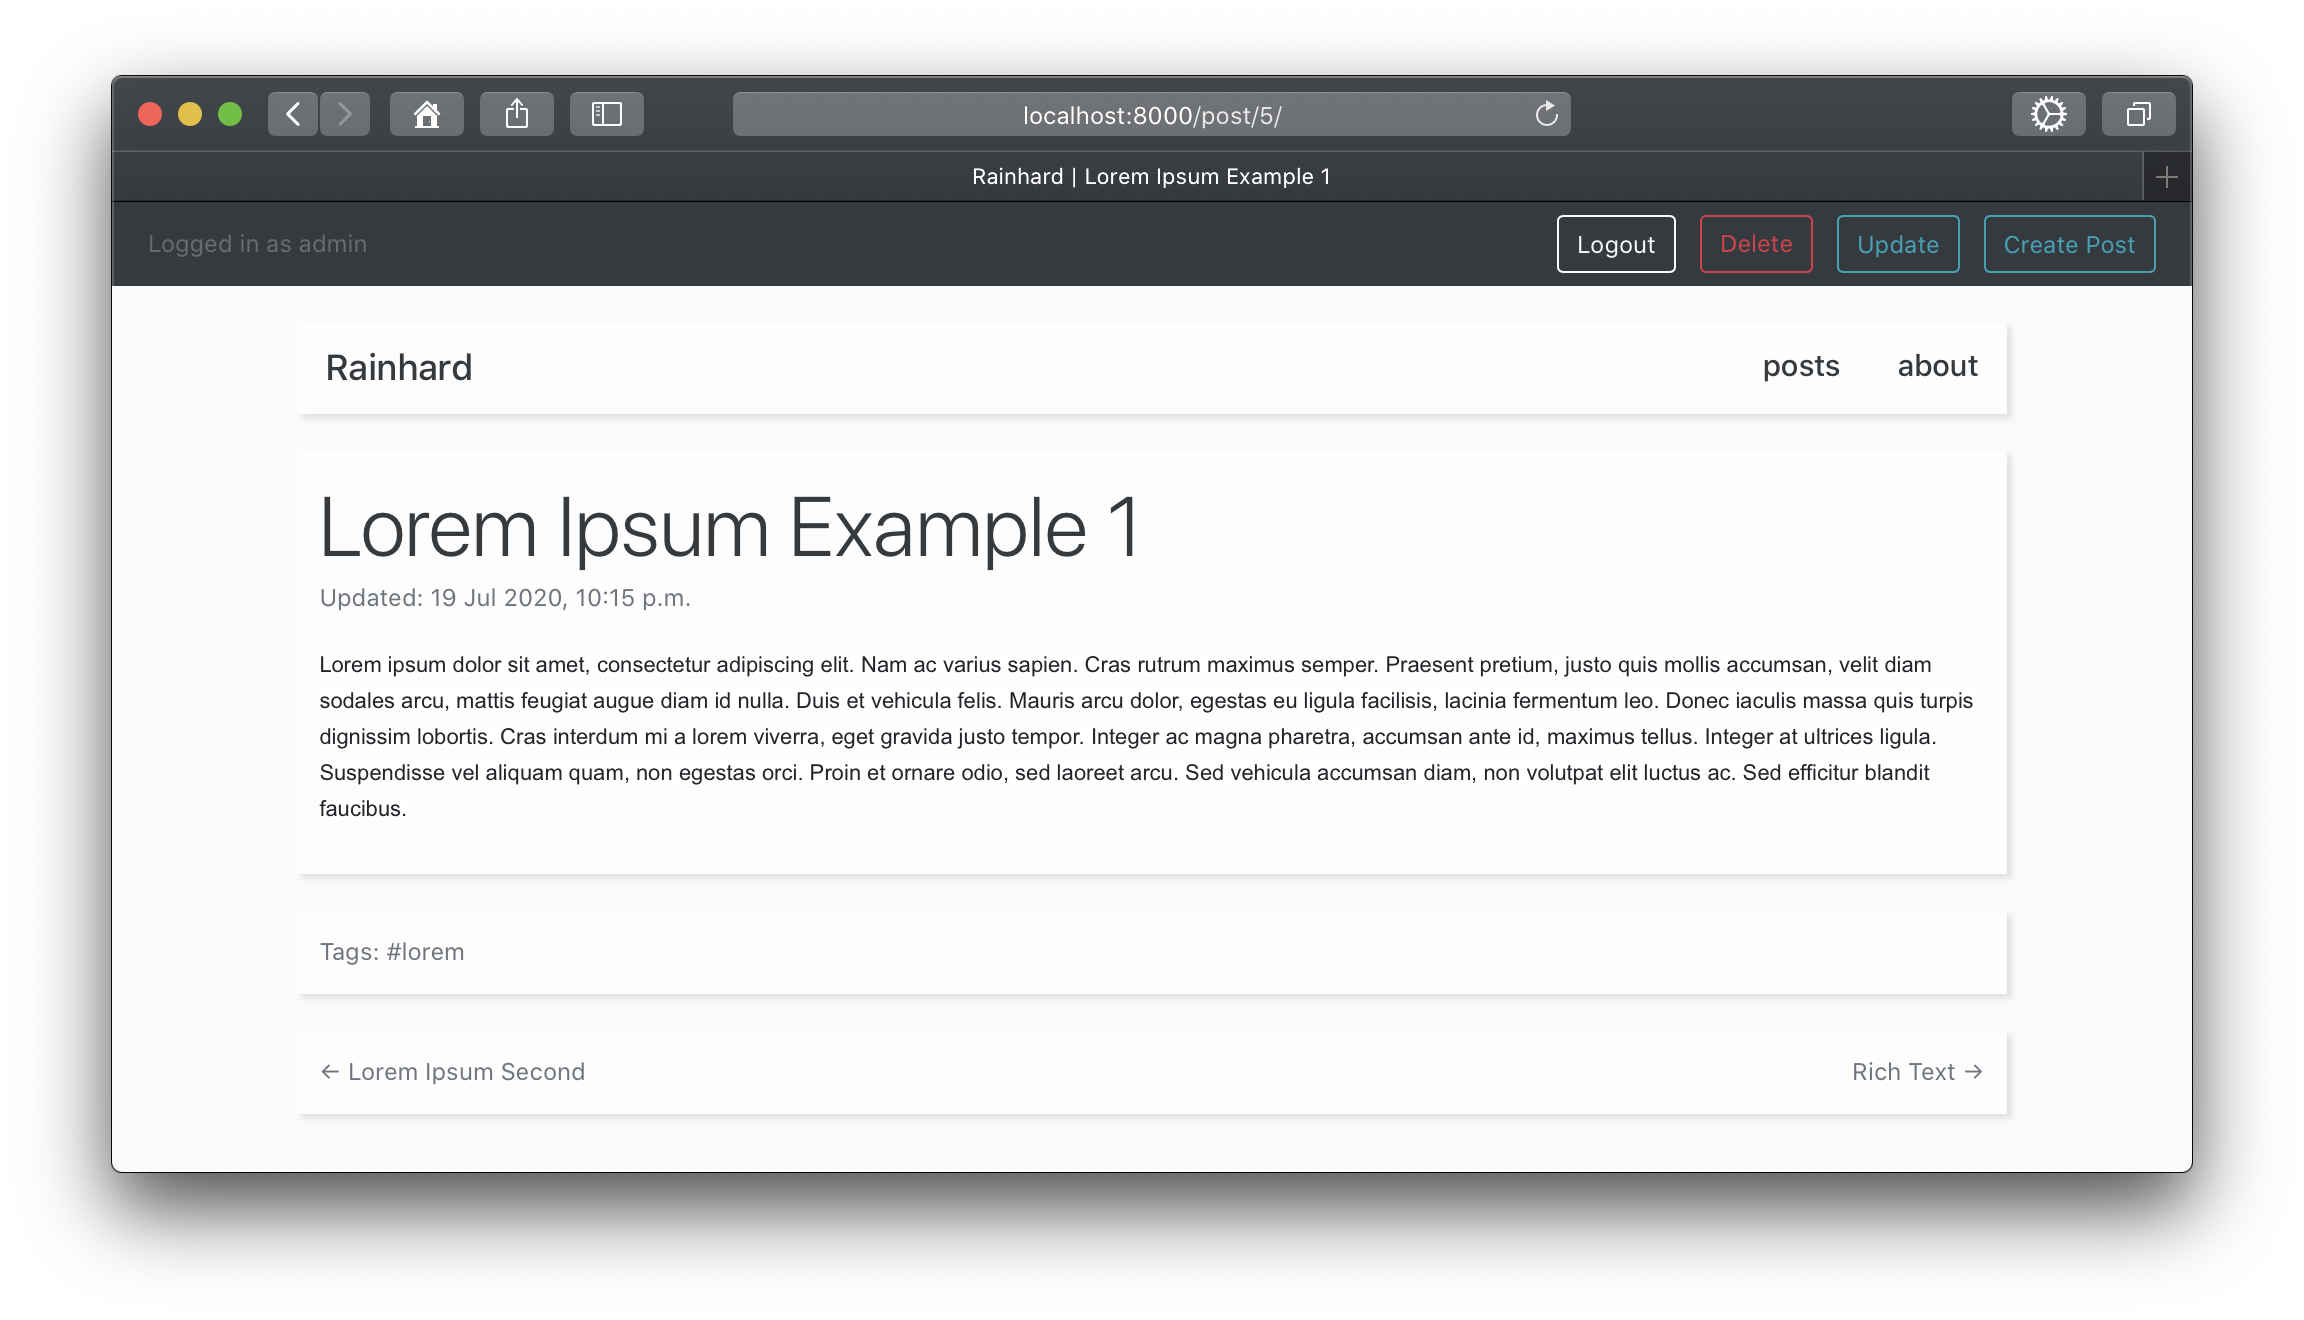 localhost:8000/post/5/
Rainhard | Lorem Ipsum Example 1
Logged in as admin Logout Delete Update Create Post
Rainhard posts about
Lorem Ipsum Example 1
Updated: 19 Jul 2020, 10:15 p.m.
Lorem ipsum dolor sit amet, consectetur adipiscing elit. Nam ac varius sapien. Cras rutrum maximus semper. Praesent pretium, justo quis mollis accumsan, velit diam
sodales arcu, mattis feugiat augue diam id nulla. Duis et vehicula felis. Mauris arcu dolor, egestas eu ligula facilisis, lacinia fermentum leo. Donec iaculis massa quis turpis
dignissim lobortis. Cras interdum mi a lorem viverra, eget gravida justo tempor. Integer ac magna pharetra, accumsan ante id, maximus tellus. Integer at ultrices ligula.
Suspendisse vel aliquam quam, non egestas orci. Proin et ornare odio, sed laoreet arcu. Sed vehicula accumsan diam, non volutpat elit luctus ac. Sed efficitur blandit
faucibus.
Tags: #lorem
← Lorem Ipsum Second Rich Text →